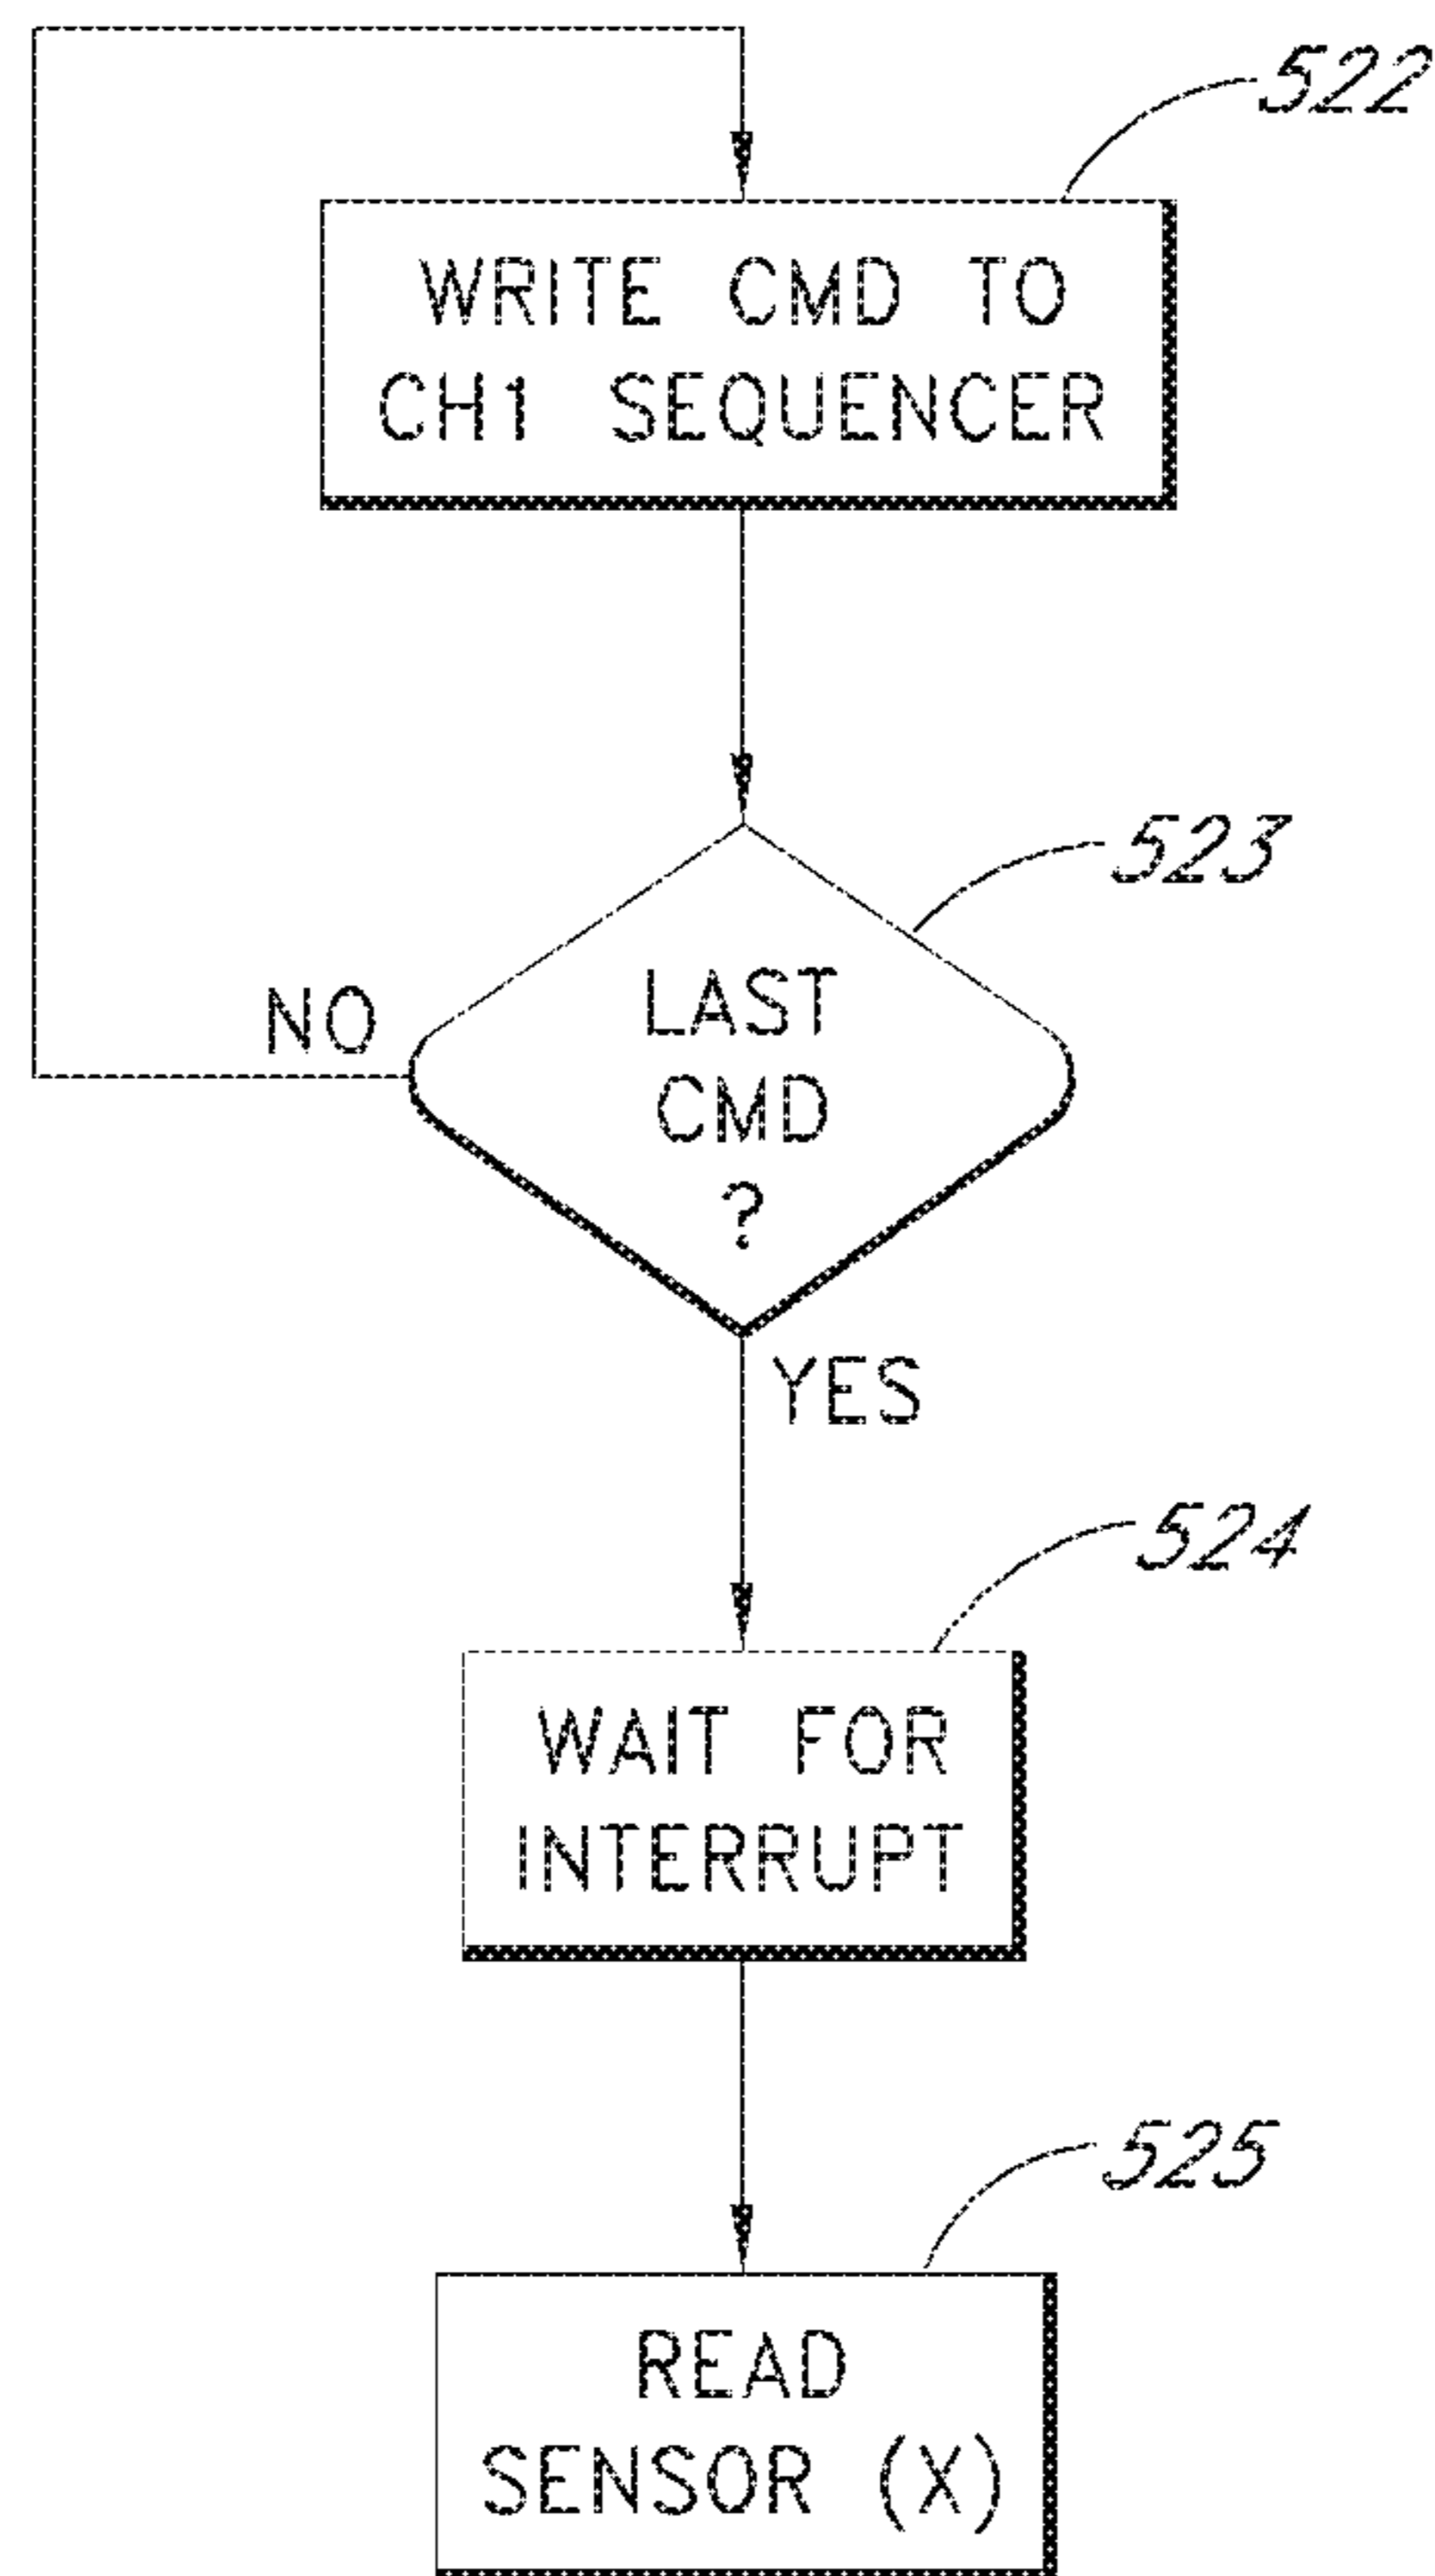 522
WRITE CMD TO
CH1 SEQUENCER
523
LAST
CMD
?
NO
YES
524
WAIT FOR
INTERRUPT
525
READ
SENSOR (X)